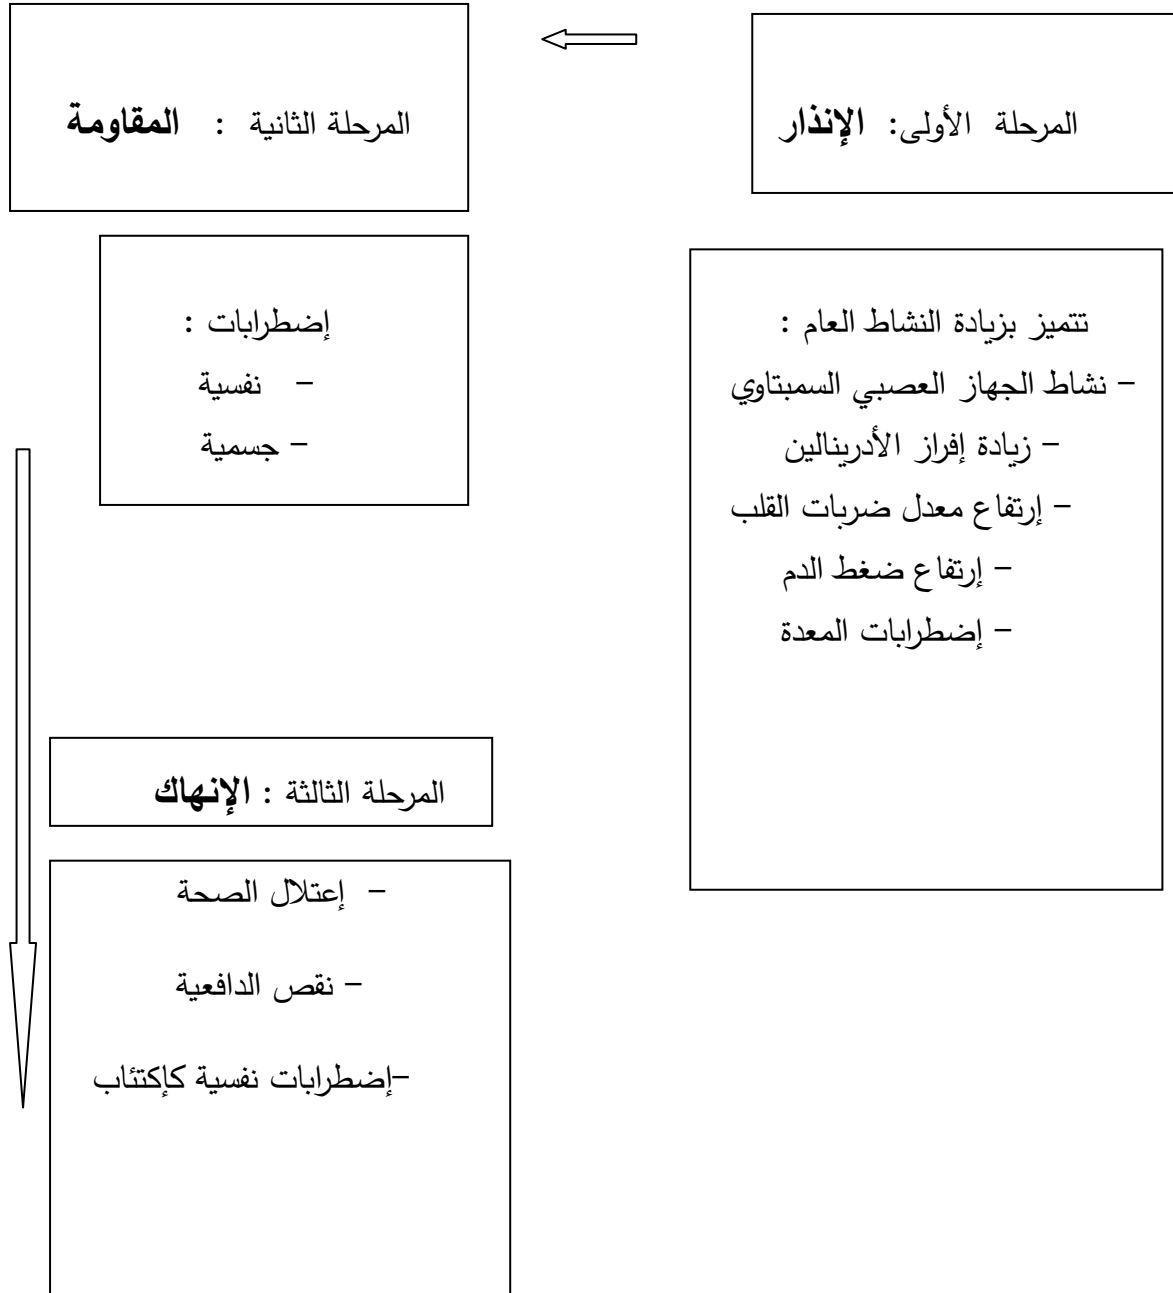 المرحلة الأولى: الإنذار
تتميز بزيادة النشاط العام :
– نشاط الجهاز العصبي السمبتاوي
– زيادة إفراز الأدرينالين
– إرتفاع معدل ضربات القلب
– إرتفاع ضغط الدم
– إضطرابات المعدة
المرحلة الثانية : المقاومة
إضطرابات :
– نفسية
– جسمية
المرحلة الثالثة : الإنهاك
– إعتلال الصحة
– نقص الدافعية
–إضطرابات نفسية كإكتئاب